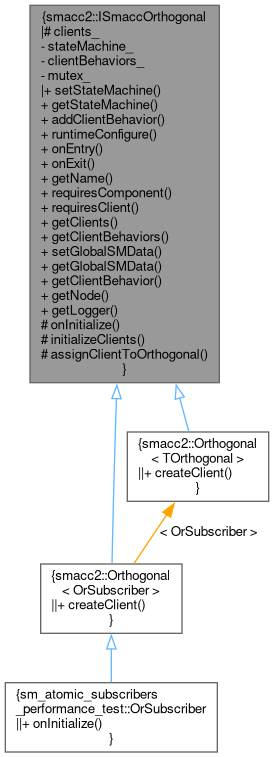 {smacc2::ISmaccOrthogonal
|# clients_
- stateMachine_
- clientBehaviors_
- mutex_
|+ setStateMachine()
+ getStateMachine()
+ addClientBehavior()
+ runtimeConfigure()
+ onEntry()
+ onExit()
+ getName()
+ requiresComponent()
+ requiresClient()
+ getClients()
+ getClientBehaviors()
+ setGlobalSMData()
+ getGlobalSMData()
+ getClientBehavior()
+ getNode()
+ getLogger()
# onInitialize()
# initializeClients()
# assignClientToOrthogonal()
}
{smacc2::Orthogonal
< TOrthogonal >
||+ createClient()
}
< OrSubscriber >
{smacc2::Orthogonal
< OrSubscriber >
||+ createClient()
}
{sm_atomic_subscribers
_performance_test::OrSubscriber
||+ onInitialize()
}